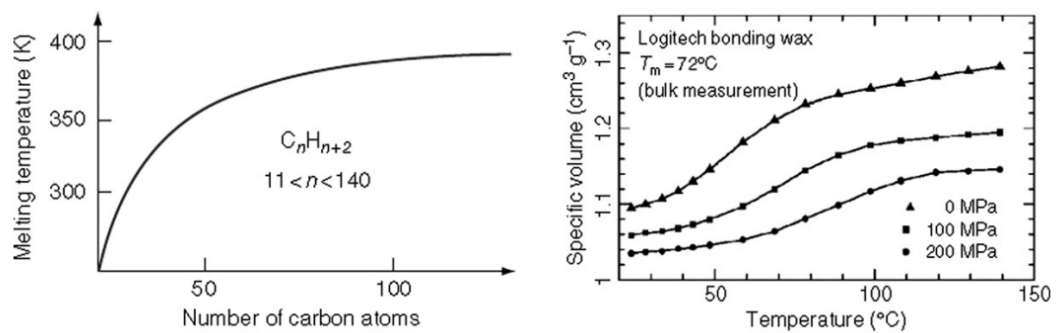 Melting temperature (K)
400
350
300
CnHn+2
11 < n < 140
50
100
Number of carbon atoms
Specific volume (cm³ g⁻¹)
1.3
1.2
1.1
1
Logitech bonding wax
Tm = 72ºC
(bulk measurement)
0 MPa
100 MPa
200 MPa
50
100
150
Temperature (ºC)